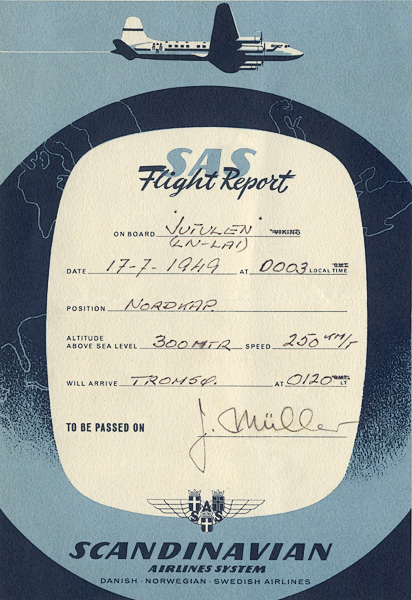 SAS
Flight Report
ON BOARD "JUTULEN" VIKING
(LN-LAI)
DATE 17-7-1949 AT 0003 GMT LOCAL TIME
POSITION NORDKAP.
ALTITUDE ABOVE SEA LEVEL 300 MTR SPEED 250 KM/T
WILL ARRIVE TROMSØ. AT 0120 GMT LT
TO BE PASSED ON J. Müller
SAS
SCANDINAVIAN
AIRLINES SYSTEM
DANISH · NORWEGIAN · SWEDISH AIRLINES